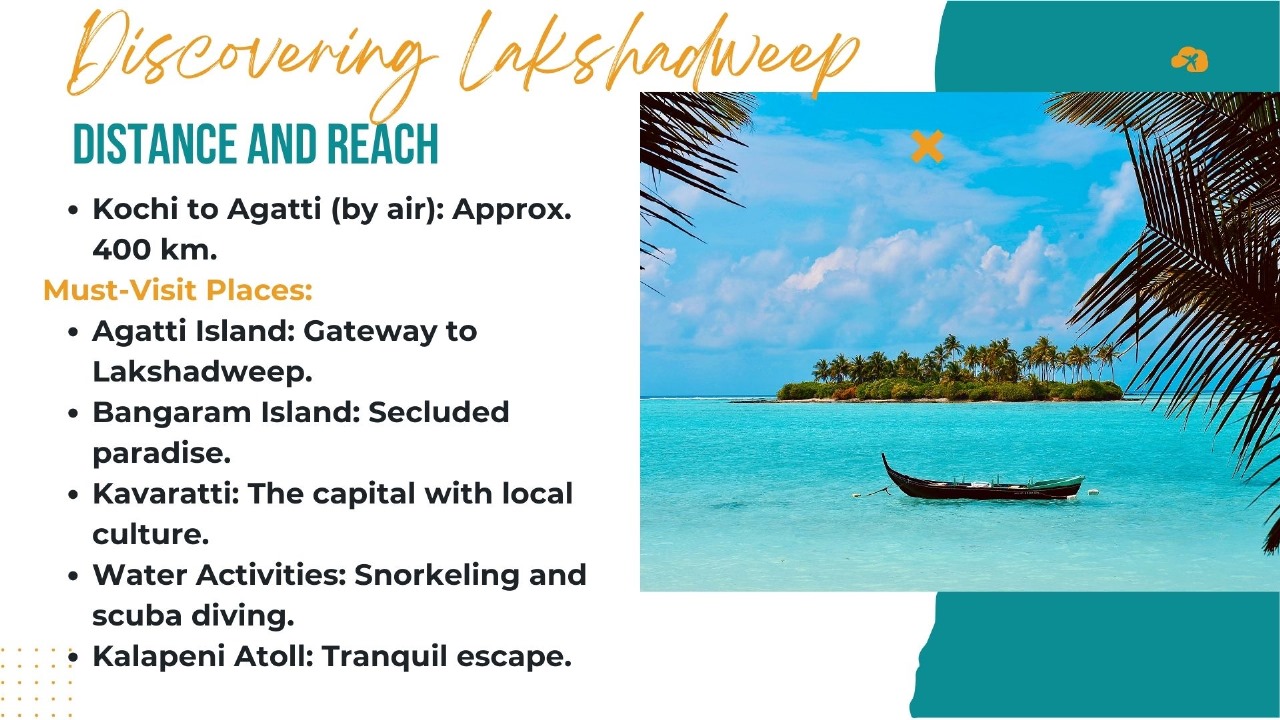 Discovering Lakshadweep
DISTANCE AND REACH
• Kochi to Agatti (by air): Approx.
400 km.
Must-Visit Places:
• Agatti Island: Gateway to
Lakshadweep.
• Bangaram Island: Secluded
paradise.
• Kavaratti: The capital with local
culture.
• Water Activities: Snorkeling and
scuba diving.
• Kalapeni Atoll: Tranquil escape.